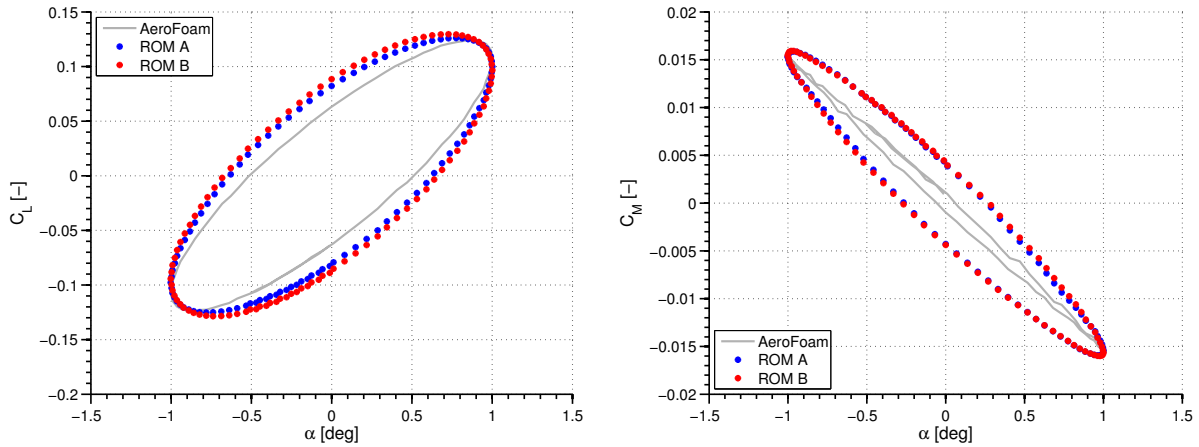 0.15
0.1
0.05
0
−0.05
−0.1
−0.15
−0.2
−1.5 −1 −0.5 0 0.5 1 1.5
α [deg]
C_L [−]
AeroFoam
ROM A
ROM B
0.02
0.015
0.01
0.005
0
−0.005
−0.01
−0.015
−0.02
−1.5 −1 −0.5 0 0.5 1 1.5
α [deg]
C_M [−]
AeroFoam
ROM A
ROM B